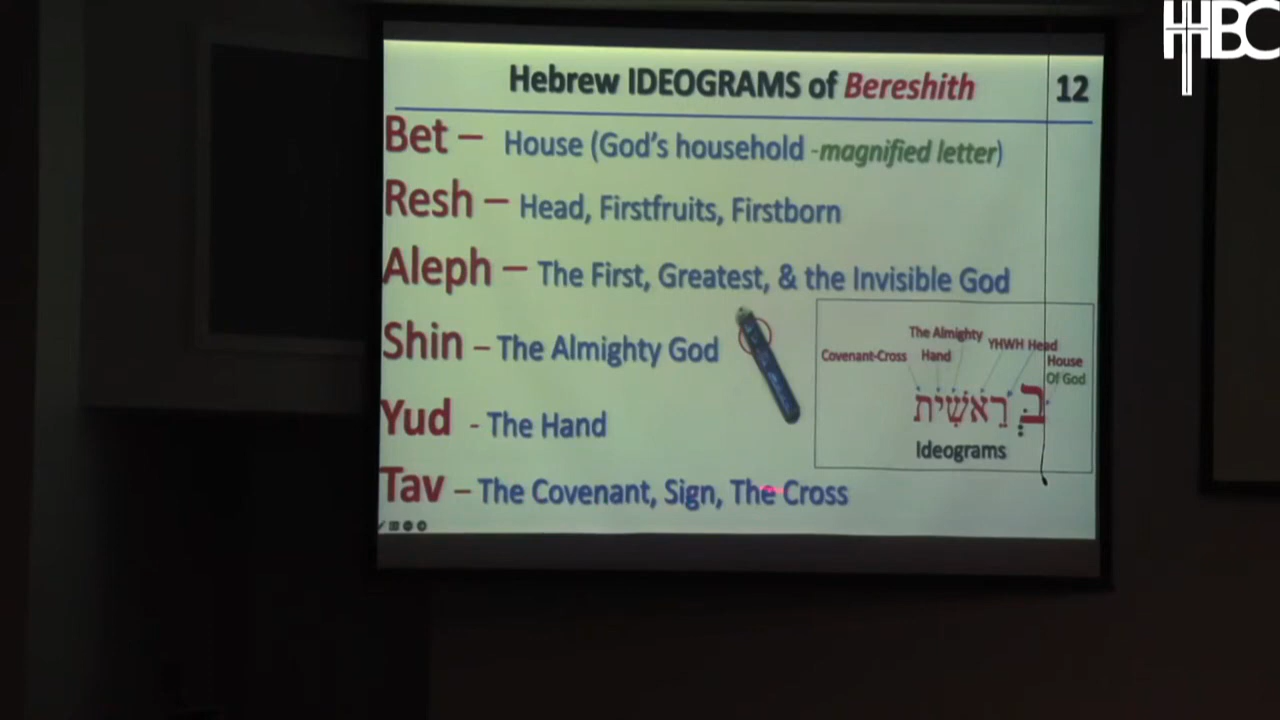 HHBC
Hebrew IDEOGRAMS of Bereshith 12
Bet – House (God's household -magnified letter)
Resh – Head, Firstfruits, Firstborn
Aleph – The First, Greatest, & the Invisible God
Shin – The Almighty God
Yud - The Hand
Tav – The Covenant, Sign, The Cross
The Almighty
Covenant-Cross Hand YHWH Head
House
Of God
בְּ רֵאשִׁית
Ideograms